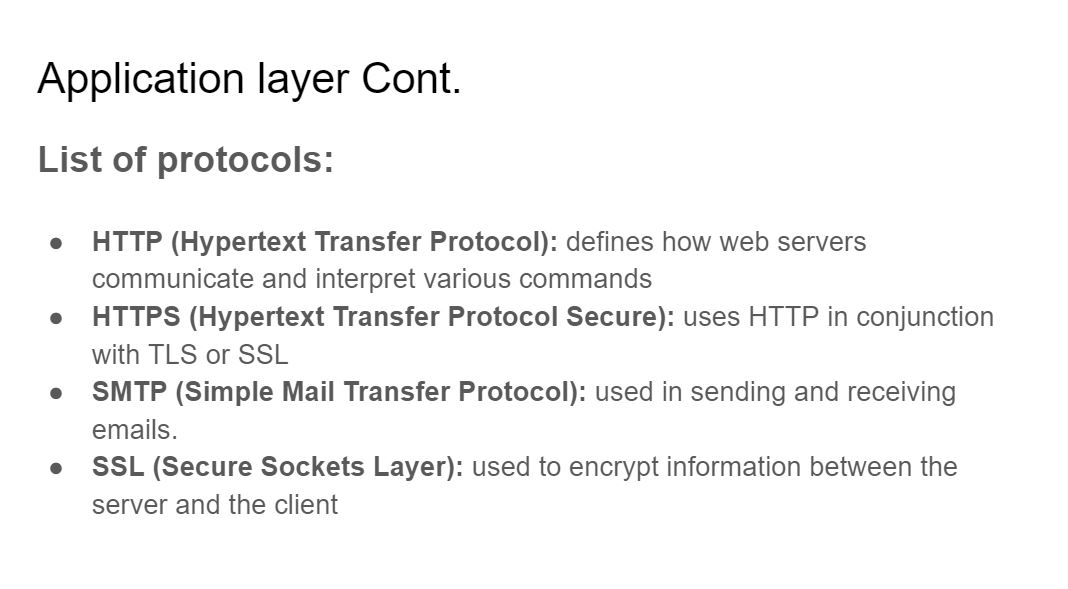 Application layer Cont.
List of protocols:
● HTTP (Hypertext Transfer Protocol): defines how web servers
communicate and interpret various commands
● HTTPS (Hypertext Transfer Protocol Secure): uses HTTP in conjunction
with TLS or SSL
● SMTP (Simple Mail Transfer Protocol): used in sending and receiving
emails.
● SSL (Secure Sockets Layer): used to encrypt information between the
server and the client